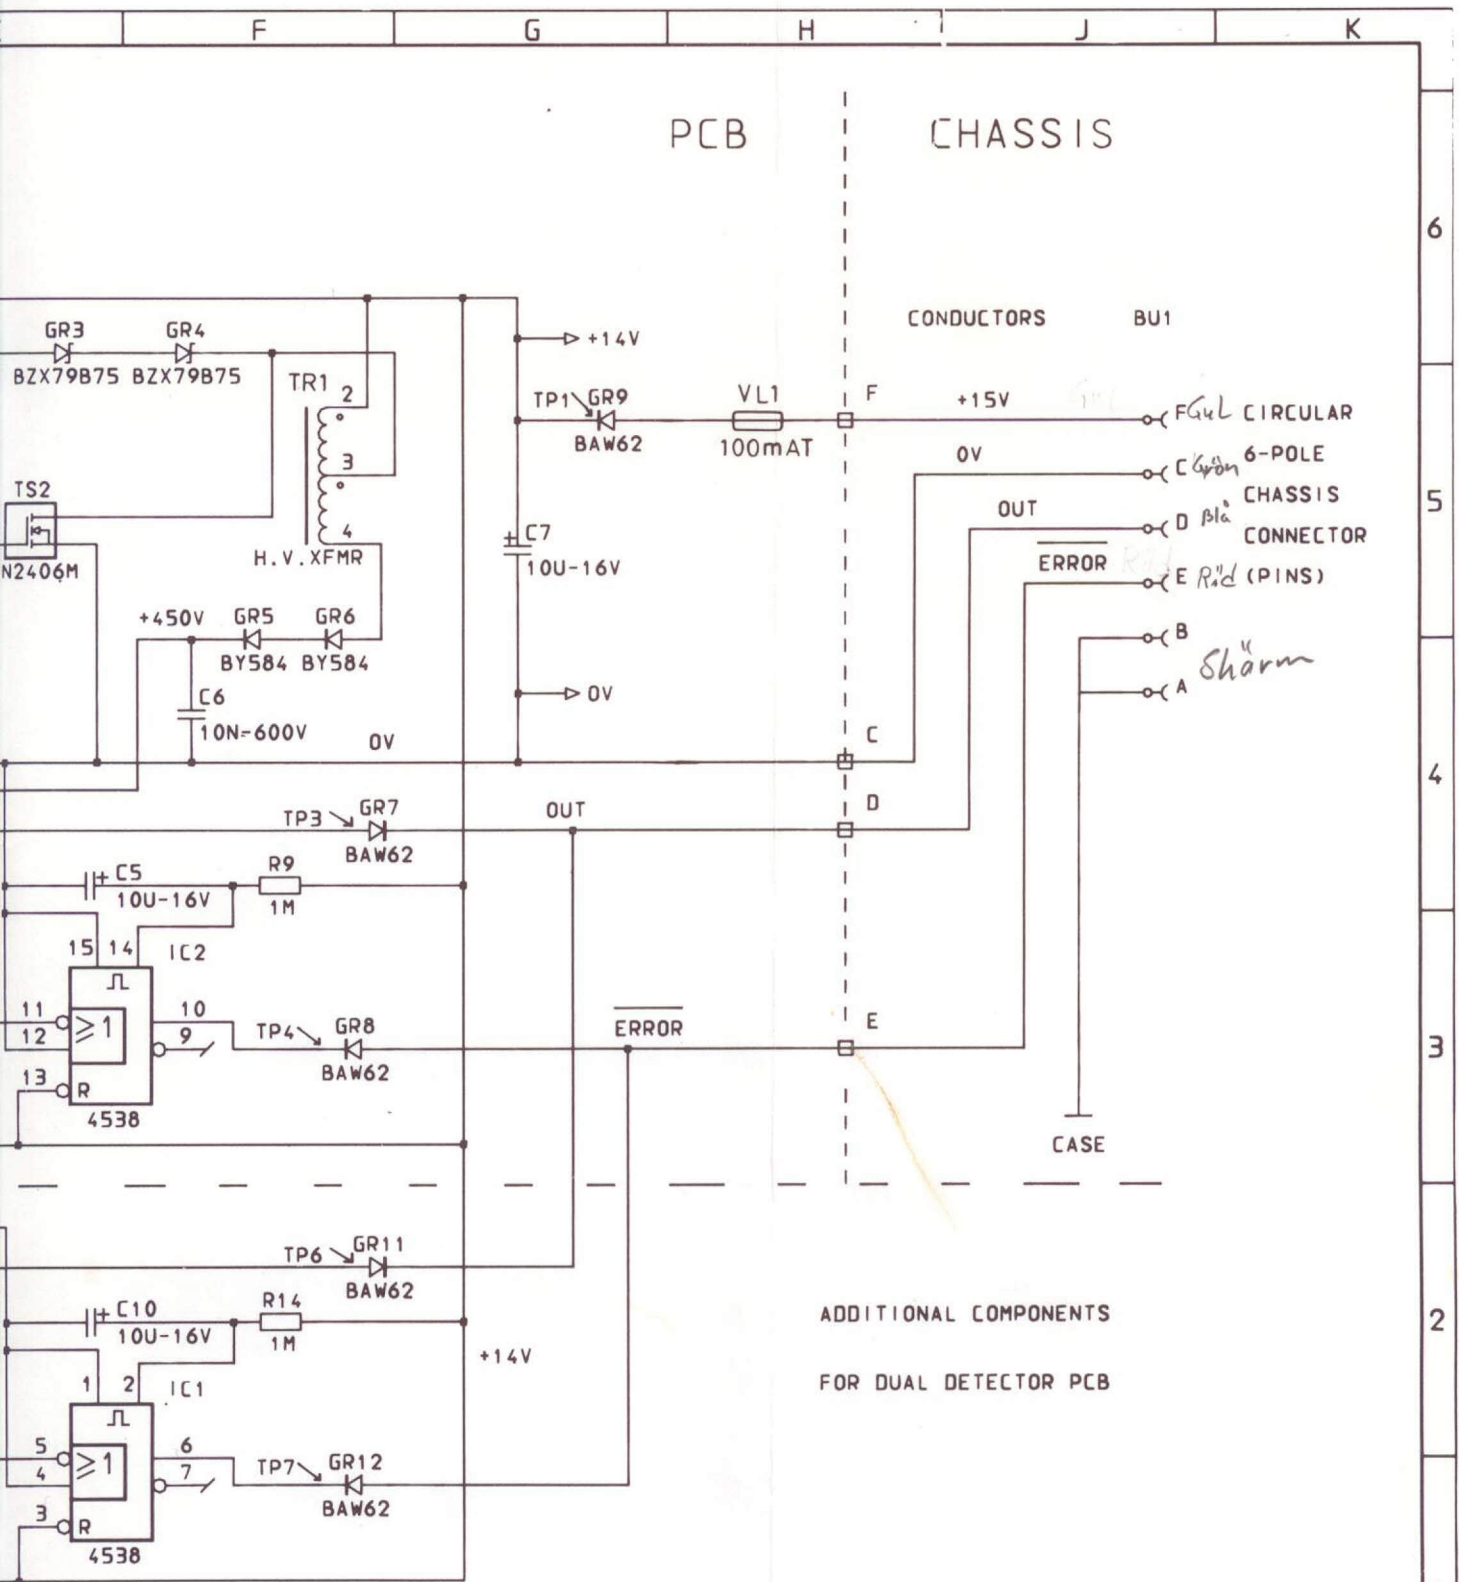 F G H J K
PCB CHASSIS
6
CONDUCTORS BU1
+14V
GR3 GR4
BZX79B75 BZX79B75
TR1 2
TP1 GR9
BAW62
VL1
100mAT
F +15V F Gul CIRCULAR
3 0V C Grön 6-POLE
TS2 OUT D Blå CHASSIS
5
4 C7
10U-16V
CONNECTOR
N2406M
H.V.XFMR
ERROR E Röd (PINS)
+450V GR5 GR6
BY584 BY584
B
A Skärm
C6
10N-600V
0V
0V C
4
TP3 GR7
BAW62
OUT D
C5
10U-16V
R9
1M
15 14 IC2
11 ≥1 10
12 9
13 R
4538
TP4 GR8
BAW62
ERROR E
3
CASE
TP6 GR11
BAW62
C10
10U-16V
R14
1M
+14V
ADDITIONAL COMPONENTS
2
FOR DUAL DETECTOR PCB
1 2 IC1
5 ≥1 6
4 7
3 R
4538
TP7 GR12
BAW62